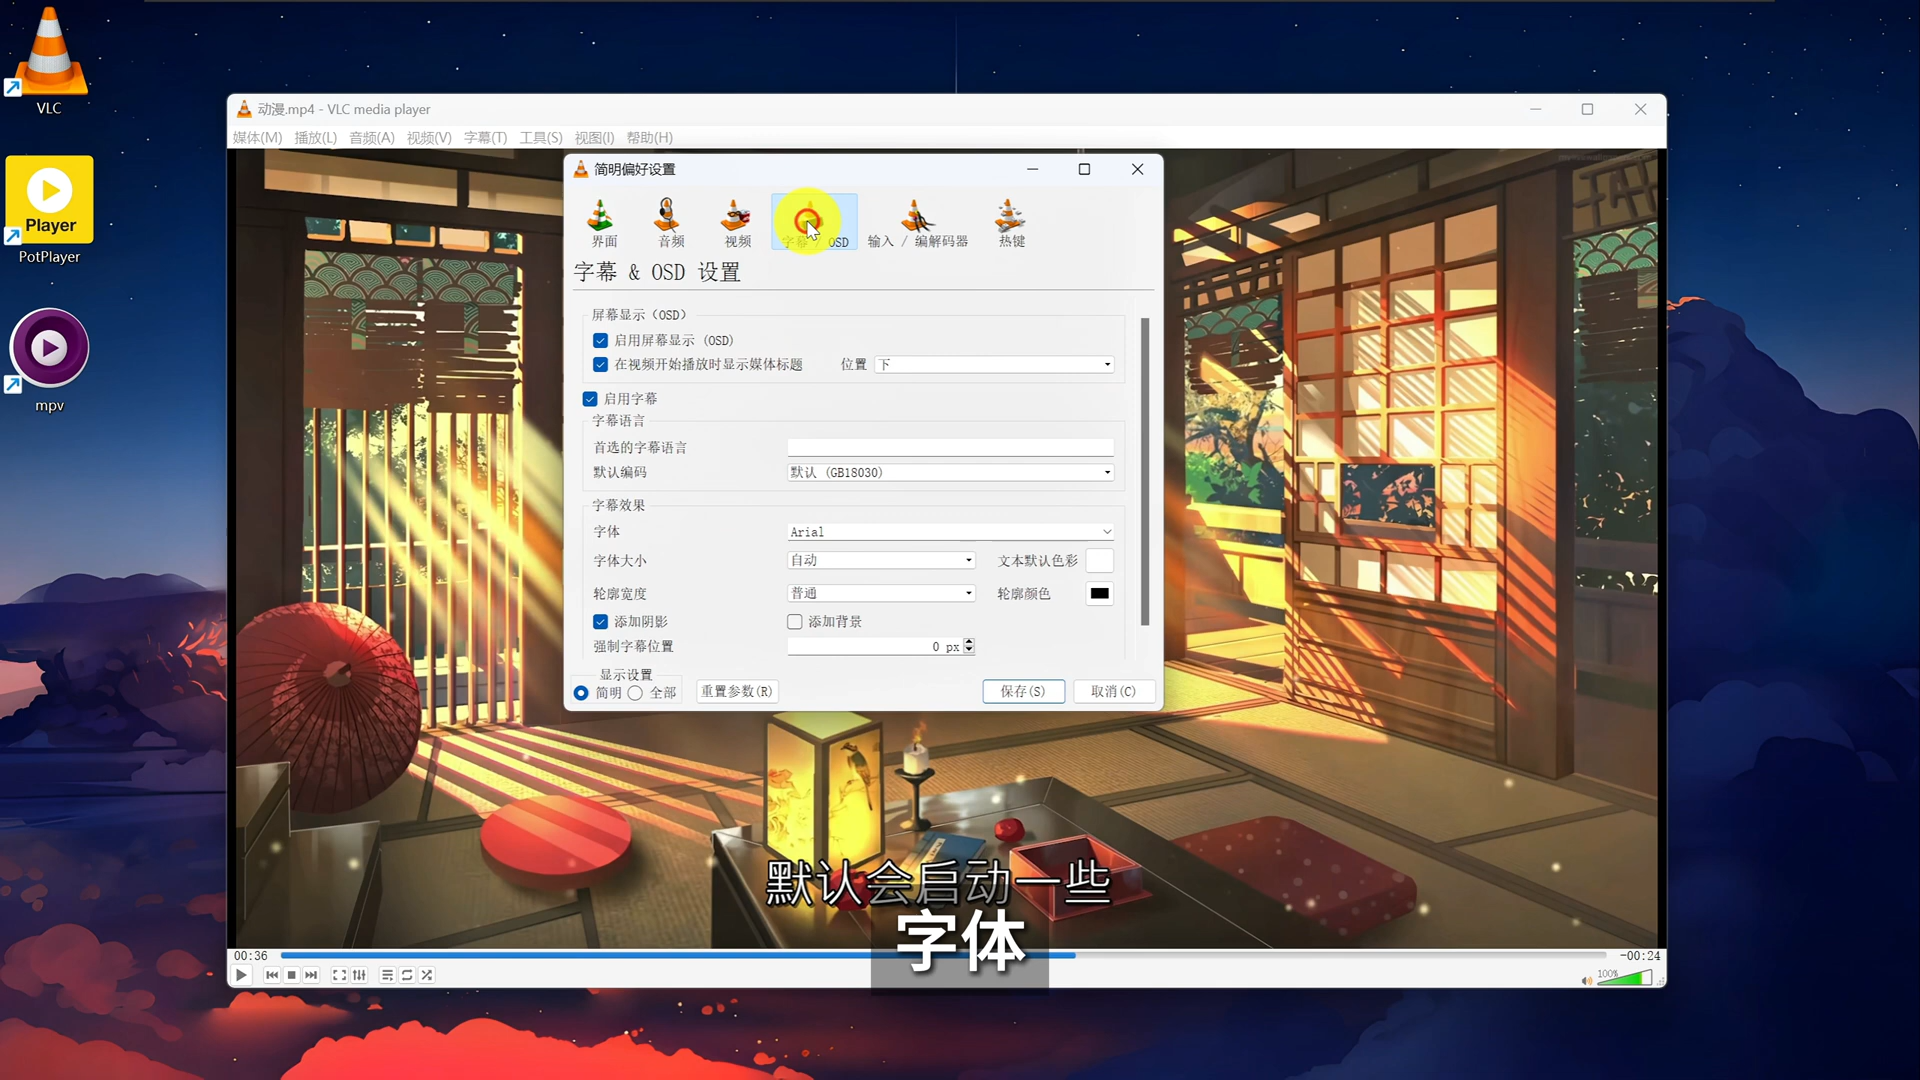 VLC
Player
PotPlayer
mpv
动漫.mp4 - VLC media player
媒体(M) 播放(L) 音频(A) 视频(V) 字幕(T) 工具(S) 视图(I) 帮助(H)
简明偏好设置
界面 音频 视频 字幕 / OSD 输入 / 编解码器 热键
字幕 & OSD 设置
屏幕显示（OSD）
启用屏幕显示（OSD）
在视频开始播放时显示媒体标题 位置 下
启用字幕
字幕语言
首选的字幕语言
默认编码 默认（GB18030）
字幕效果
字体 Arial
字体大小 自动 文本默认色彩
轮廓宽度 普通 轮廓颜色
添加阴影 添加背景
强制字幕位置 0 px
显示设置
简明 全部 重置参数(R) 保存(S) 取消(C)
默认会启动一些
字体
00:36 -00:24
100%